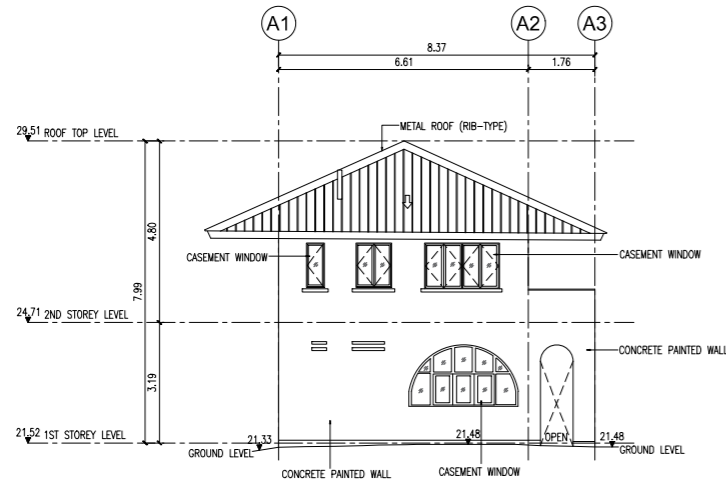 A1 A2 A3
8.37
6.61 1.76
METAL ROOF (RIB-TYPE)
29.51 ROOF TOP LEVEL
4.80
CASEMENT WINDOW
CASEMENT WINDOW
7.99
24.71 2ND STOREY LEVEL
CONCRETE PAINTED WALL
3.19
21.52 1ST STOREY LEVEL
21.33 21.48 OPEN 21.48
GROUND LEVEL GROUND LEVEL
CONCRETE PAINTED WALL CASEMENT WINDOW